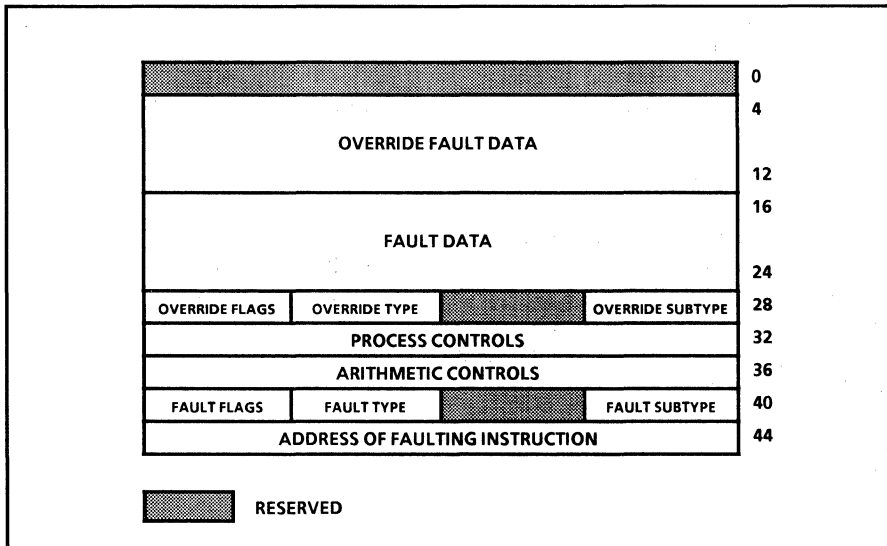 0
4
OVERRIDE FAULT DATA
12
16
FAULT DATA
24
OVERRIDE FLAGS OVERRIDE TYPE OVERRIDE SUBTYPE 28
PROCESS CONTROLS 32
ARITHMETIC CONTROLS 36
FAULT FLAGS FAULT TYPE FAULT SUBTYPE 40
ADDRESS OF FAULTING INSTRUCTION 44
RESERVED